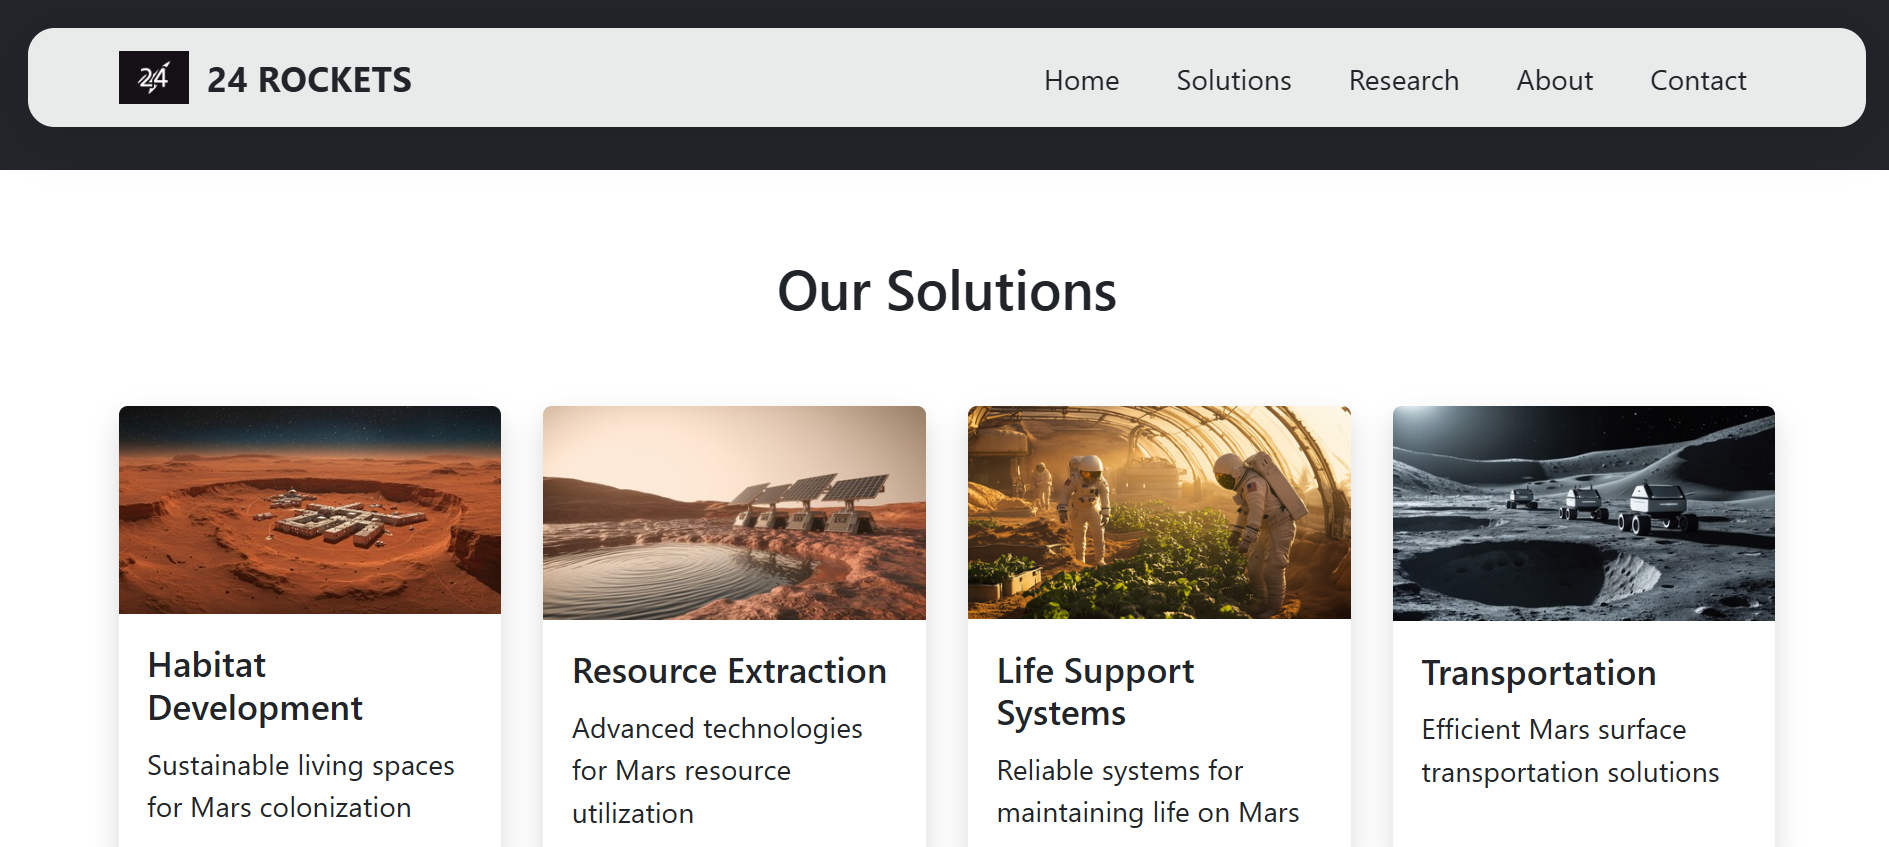 24
24 ROCKETS
Home
Solutions
Research
About
Contact
Our Solutions
Habitat
Development
Sustainable living spaces
for Mars colonization
Resource Extraction
Advanced technologies
for Mars resource
utilization
Life Support
Systems
Reliable systems for
maintaining life on Mars
Transportation
Efficient Mars surface
transportation solutions